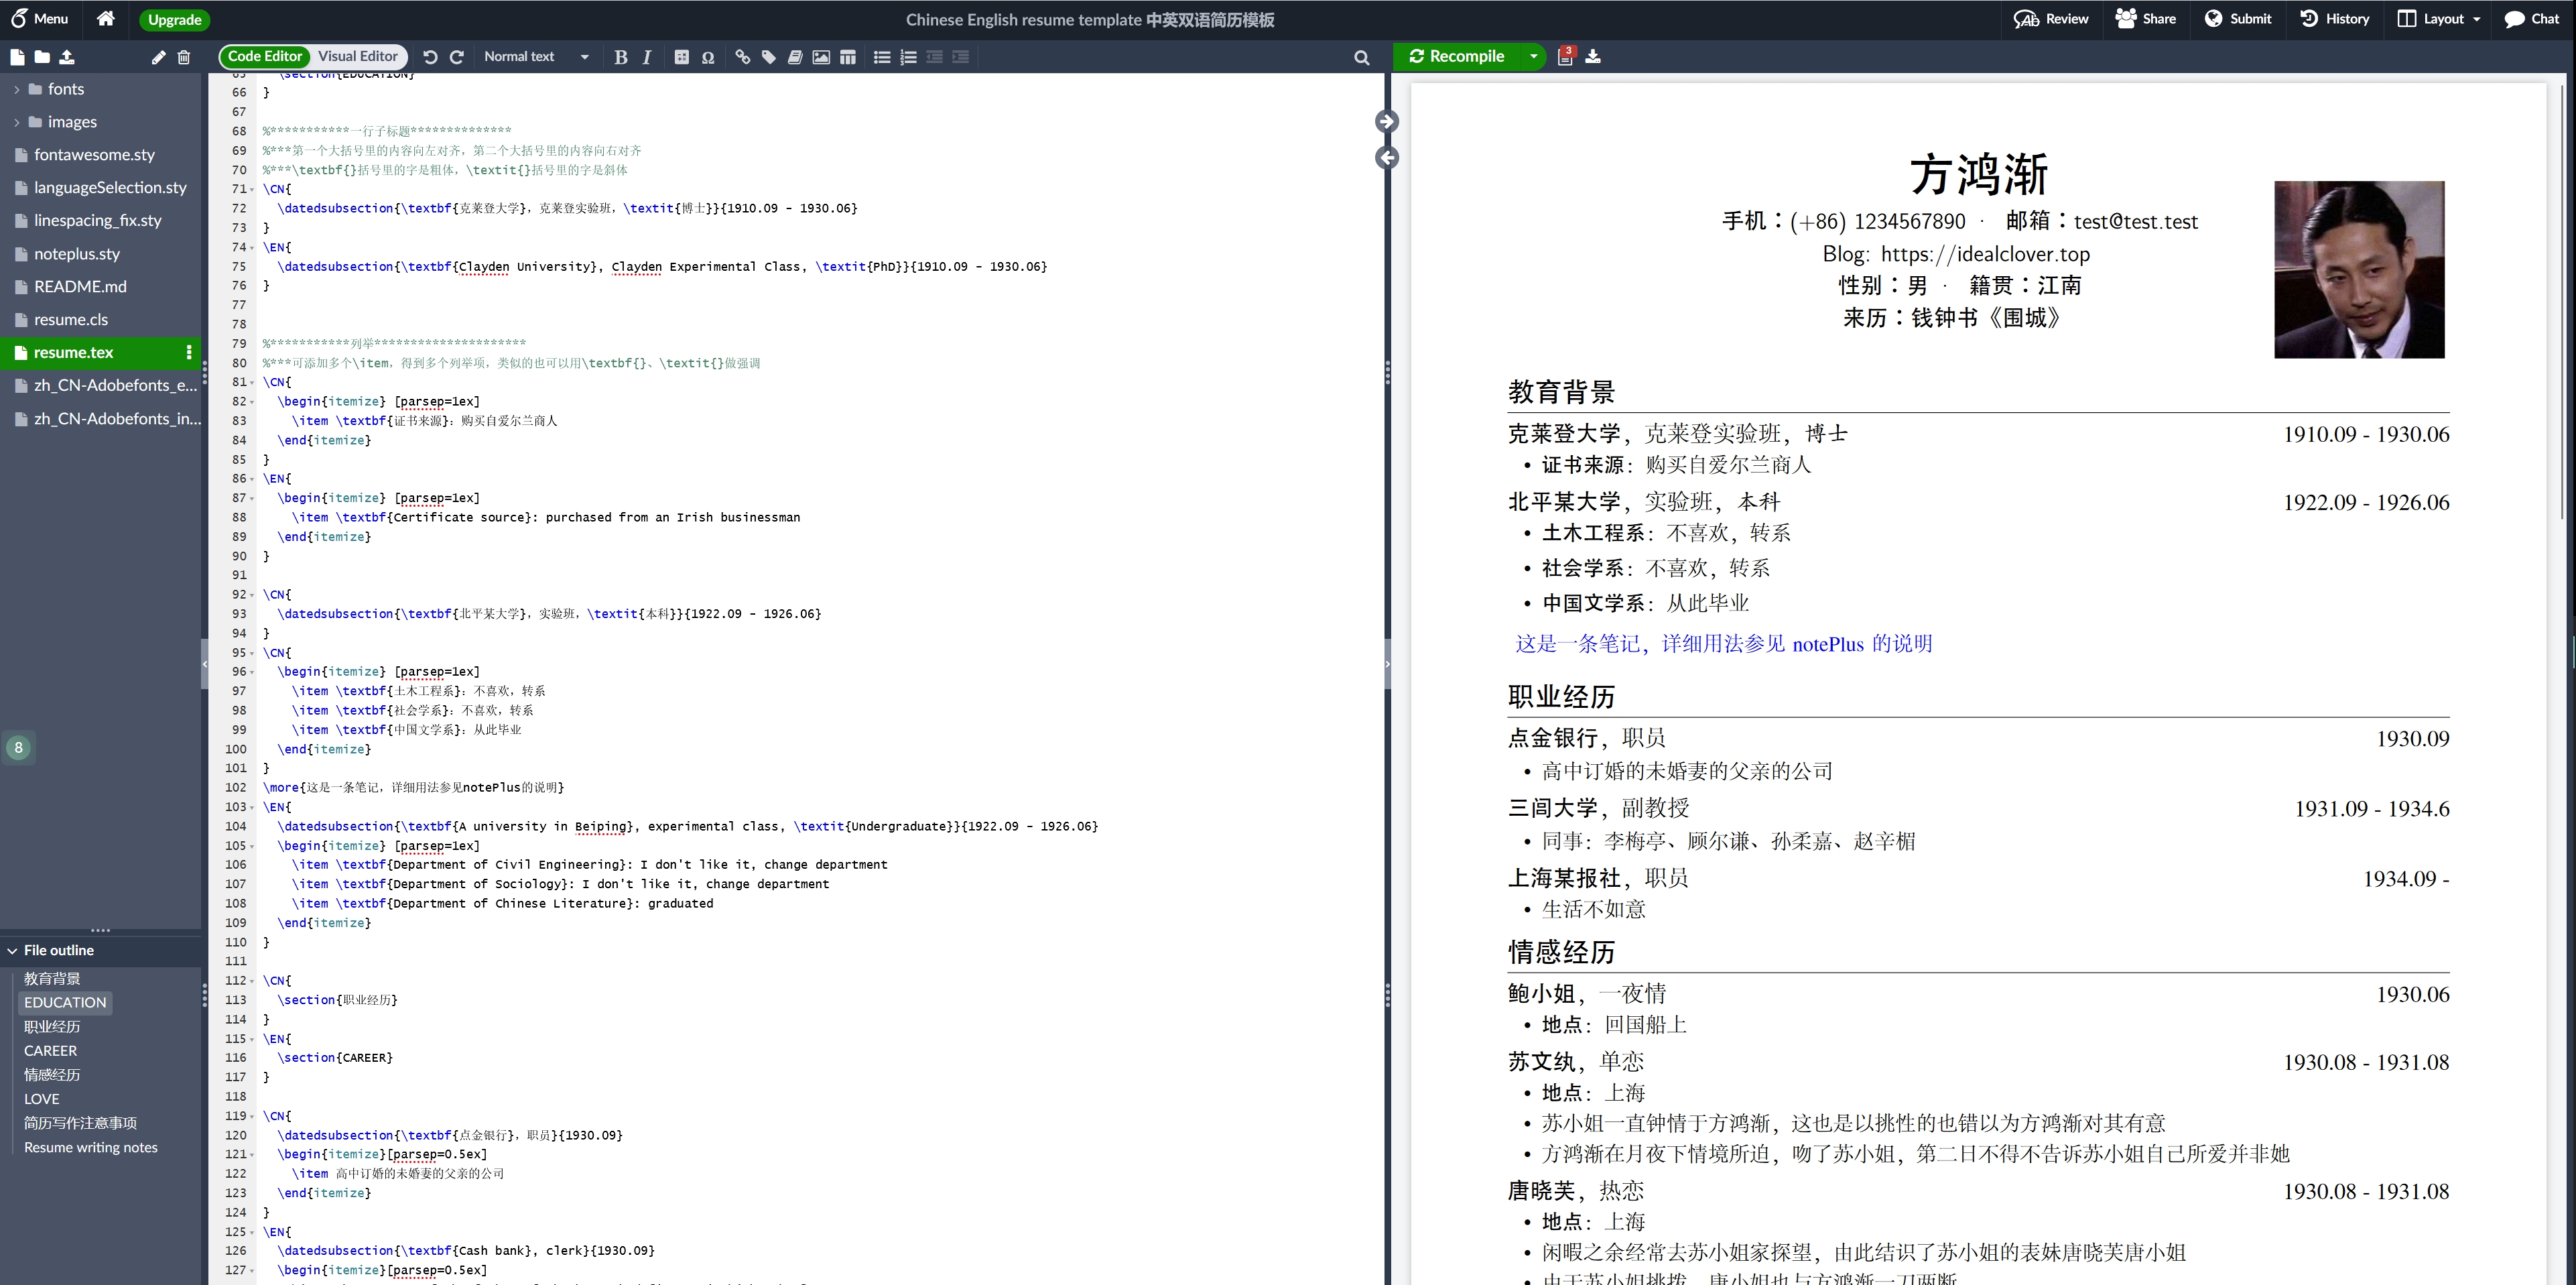 Menu
Upgrade
Chinese English resume template 中英双语简历模板
Review
Share
Submit
History
Layout
Chat
Code Editor
Visual Editor
Normal text
Recompile
3
fonts
images
fontawesome.sty
languageSelection.sty
linespacing_fix.sty
noteplus.sty
README.md
resume.cls
resume.tex
zh_CN-Adobefonts_e...
zh_CN-Adobefonts_in...
8
File outline
教育背景
EDUCATION
职业经历
CAREER
情感经历
LOVE
简历写作注意事项
Resume writing notes
65 \section{EDUCATION}
66 }
67
68 %***********一行子标题**************
69 %***第一个大括号里的内容向左对齐，第二个大括号里的内容向右对齐
70 %***\textbf{}括号里的字是粗体，\textit{}括号里的字是斜体
71 \CN{
72 \datedsubsection{\textbf{克莱登大学}，克莱登实验班，\textit{博士}}{1910.09 - 1930.06}
73 }
74 \EN{
75 \datedsubsection{\textbf{Clayden University}, Clayden Experimental Class, \textit{PhD}}{1910.09 - 1930.06}
76 }
77
78
79 %***********列举*********************
80 %***可添加多个\item，得到多个列举项，类似的也可以用\textbf{}、\textit{}做强调
81 \CN{
82 \begin{itemize} [parsep=1ex]
83 \item \textbf{证书来源}：购买自爱尔兰商人
84 \end{itemize}
85 }
86 \EN{
87 \begin{itemize} [parsep=1ex]
88 \item \textbf{Certificate source}: purchased from an Irish businessman
89 \end{itemize}
90 }
91
92 \CN{
93 \datedsubsection{\textbf{北平某大学}，实验班，\textit{本科}}{1922.09 - 1926.06}
94 }
95 \CN{
96 \begin{itemize} [parsep=1ex]
97 \item \textbf{土木工程系}：不喜欢，转系
98 \item \textbf{社会学系}：不喜欢，转系
99 \item \textbf{中国文学系}：从此毕业
100 \end{itemize}
101 }
102 \more{这是一条笔记，详细用法参见notePlus的说明}
103 \EN{
104 \datedsubsection{\textbf{A university in Beiping}, experimental class, \textit{Undergraduate}}{1922.09 - 1926.06}
105 \begin{itemize} [parsep=1ex]
106 \item \textbf{Department of Civil Engineering}: I don't like it, change department
107 \item \textbf{Department of Sociology}: I don't like it, change department
108 \item \textbf{Department of Chinese Literature}: graduated
109 \end{itemize}
110 }
111
112 \CN{
113 \section{职业经历}
114 }
115 \EN{
116 \section{CAREER}
117 }
118
119 \CN{
120 \datedsubsection{\textbf{点金银行}，职员}{1930.09}
121 \begin{itemize}[parsep=0.5ex]
122 \item 高中订婚的未婚妻的父亲的公司
123 \end{itemize}
124 }
125 \EN{
126 \datedsubsection{\textbf{Cash bank}, clerk}{1930.09}
127 \begin{itemize}[parsep=0.5ex]
方鸿渐
手机：(+86) 1234567890 · 邮箱：test@test.test
Blog: https://idealclover.top
性别：男 · 籍贯：江南
来历：钱钟书《围城》
教育背景
克莱登大学，克莱登实验班，博士 1910.09 - 1930.06
• 证书来源：购买自爱尔兰商人
北平某大学，实验班，本科 1922.09 - 1926.06
• 土木工程系：不喜欢，转系
• 社会学系：不喜欢，转系
• 中国文学系：从此毕业
这是一条笔记，详细用法参见 notePlus 的说明
职业经历
点金银行，职员 1930.09
• 高中订婚的未婚妻的父亲的公司
三闾大学，副教授 1931.09 - 1934.6
• 同事：李梅亭、顾尔谦、孙柔嘉、赵辛楣
上海某报社，职员 1934.09 -
• 生活不如意
情感经历
鲍小姐，一夜情 1930.06
• 地点：回国船上
苏文纨，单恋 1930.08 - 1931.08
• 地点：上海
• 苏小姐一直钟情于方鸿渐，这也是以挑性的也错以为方鸿渐对其有意
• 方鸿渐在月夜下情境所迫，吻了苏小姐，第二日不得不告诉苏小姐自己所爱并非她
唐晓芙，热恋 1930.08 - 1931.08
• 地点：上海
• 闲暇之余经常去苏小姐家探望，由此结识了苏小姐的表妹唐晓芙唐小姐
• 由于苏小姐挑拨，唐小姐也与方鸿渐一刀两断